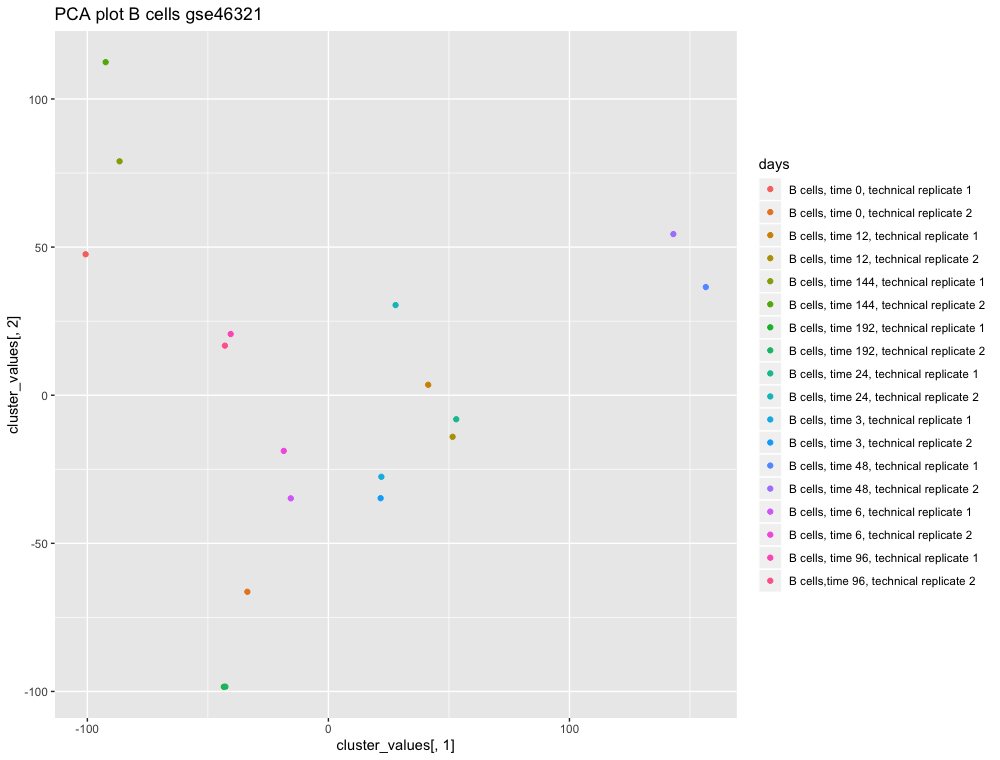 PCA plot B cells gse46321
100
50
0
-50
-100
cluster_values[, 2]
-100
0
100
cluster_values[, 1]
days
B cells, time 0, technical replicate 1
B cells, time 0, technical replicate 2
B cells, time 12, technical replicate 1
B cells, time 12, technical replicate 2
B cells, time 144, technical replicate 1
B cells, time 144, technical replicate 2
B cells, time 192, technical replicate 1
B cells, time 192, technical replicate 2
B cells, time 24, technical replicate 1
B cells, time 24, technical replicate 2
B cells, time 3, technical replicate 1
B cells, time 3, technical replicate 2
B cells, time 48, technical replicate 1
B cells, time 48, technical replicate 2
B cells, time 6, technical replicate 1
B cells, time 6, technical replicate 2
B cells, time 96, technical replicate 1
B cells,time 96, technical replicate 2